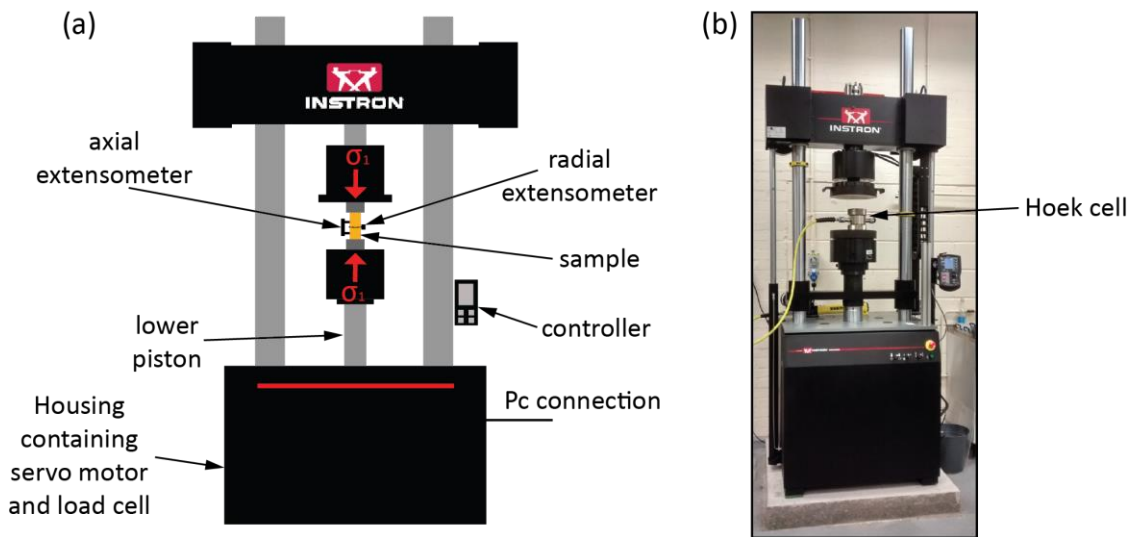 (a)
INSTRON
axial
extensometer
σ1
radial
extensometer
sample
σ1
controller
lower
piston
Pc connection
Housing
containing
servo motor
and load cell
(b)
INSTRON
Hoek cell